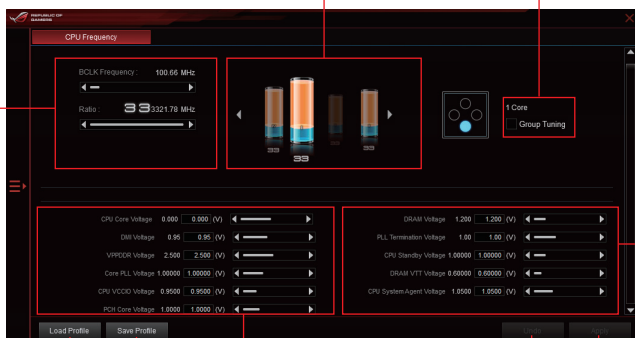 REPUBLIC OF
GAMERS
CPU Frequency
BCLK Frequency : 100.66 MHz
Ratio : 33 3321.78 MHz
33
33
33
1 Core
Group Tuning
CPU Core Voltage 0.000 0.000 (V)
DMI Voltage 0.95 0.95 (V)
VPPDDR Voltage 2.500 2.500 (V)
Core PLL Voltage 1.00000 1.00000 (V)
CPU VCCIO Voltage 0.9500 0.9500 (V)
PCH Core Voltage 1.0000 1.0000 (V)
DRAM Voltage 1.200 1.200 (V)
PLL Termination Voltage 1.00 1.00 (V)
CPU Standby Voltage 1.00000 1.00000 (V)
DRAM VTT Voltage 0.60000 0.60000 (V)
CPU System Agent Voltage 1.0500 1.0500 (V)
Load Profile Save Profile Undo Apply